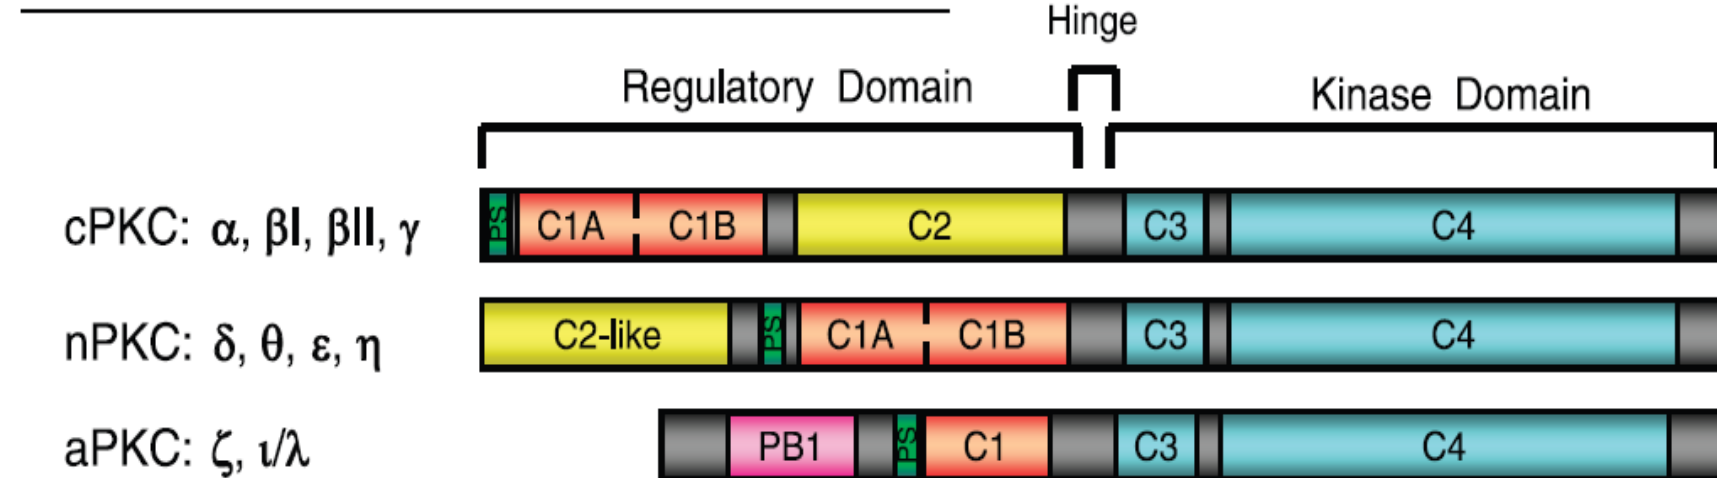 Hinge
Regulatory Domain
Kinase Domain
cPKC: α, βI, βII, γ
PS C1A C1B C2 C3 C4
nPKC: δ, θ, ε, η
C2-like PS C1A C1B C3 C4
aPKC: ζ, ι/λ
PB1 PS C1 C3 C4